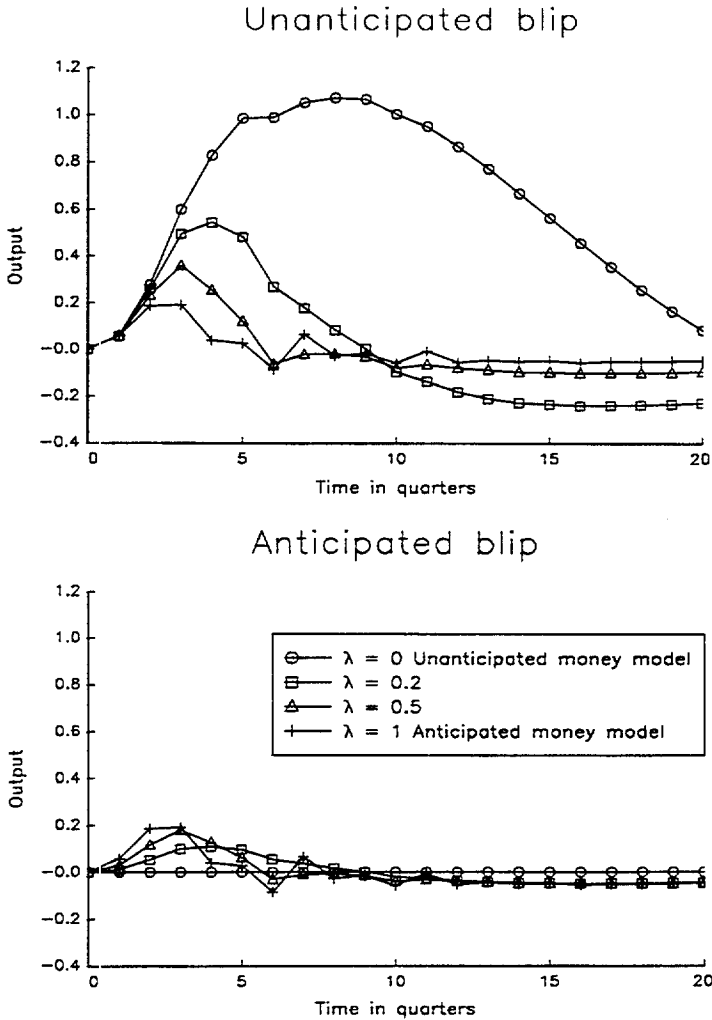 Unanticipated blip
1.2
1.0
0.8
0.6
0.4
0.2
−0.0
−0.2
−0.4
Output
0 5 10 15 20
Time in quarters
Anticipated blip
1.2
1.0
0.8
0.6
0.4
0.2
−0.0
−0.2
−0.4
Output
λ = 0 Unanticipated money model
λ = 0.2
λ = 0.5
λ = 1 Anticipated money model
0 5 10 15 20
Time in quarters